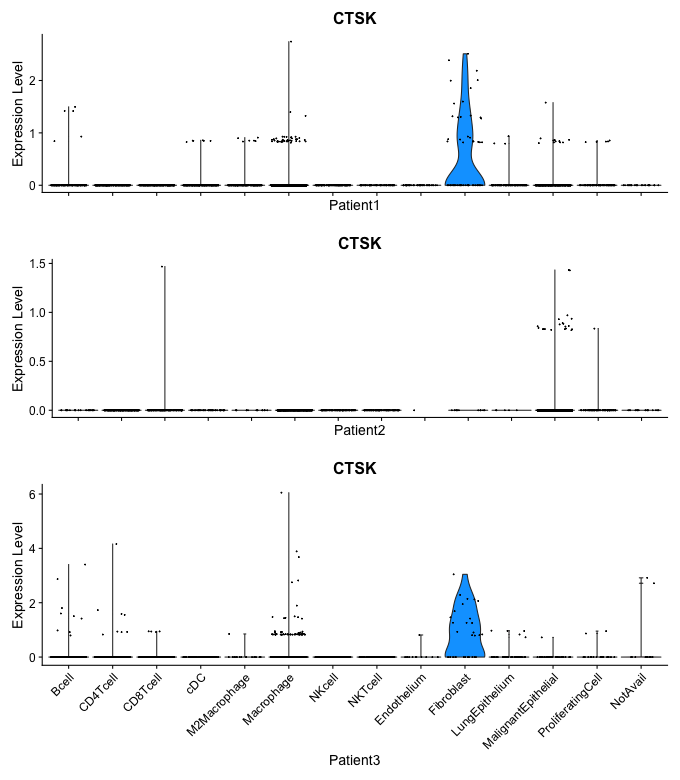 CTSK
Expression Level
2
1
0
Patient1
CTSK
Expression Level
1.5
1.0
0.5
0.0
Patient2
CTSK
Expression Level
6
4
2
0
Bcell
CD4Tcell
CD8Tcell
cDC
M2Macrophage
Macrophage
NKcell
NKTcell
Endothelium
Fibroblast
LungEpithelium
MalignantEpithelial
ProliferatingCell
NotAvail
Patient3